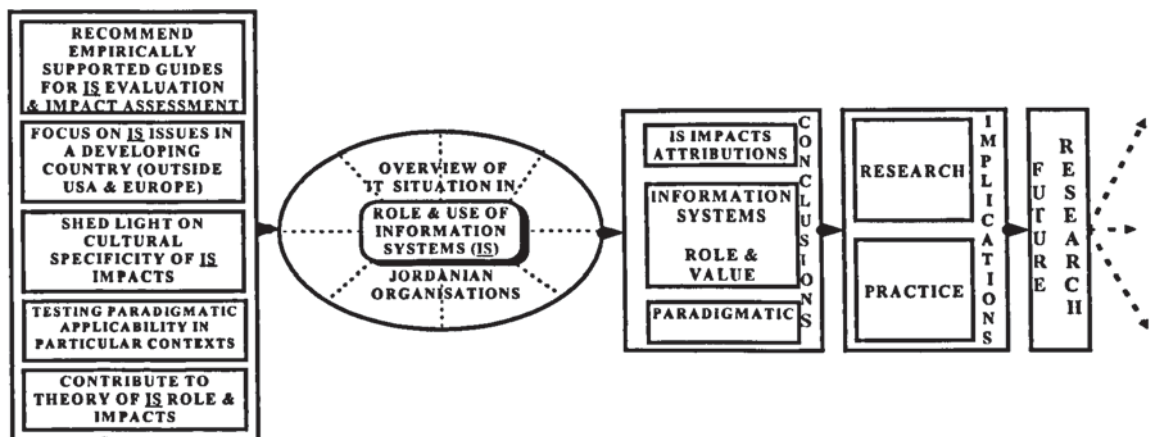 RECOMMEND
EMPIRICALLY
SUPPORTED GUIDES
FOR IS EVALUATION
& IMPACT ASSESSMENT
FOCUS ON IS ISSUES IN
A DEVELOPING
COUNTRY (OUTSIDE
USA & EUROPE)
SHED LIGHT ON
CULTURAL
SPECIFICITY OF IS
IMPACTS
TESTING PARADIGMATIC
APPLICABILITY IN
PARTICULAR CONTEXTS
CONTRIBUTE TO
THEORY OF IS ROLE &
IMPACTS
OVERVIEW OF
IT SITUATION IN
ROLE & USE OF
INFORMATION
SYSTEMS (IS)
JORDANIAN
ORGANISATIONS
IS IMPACTS
ATTRIBUTIONS
INFORMATION
SYSTEMS
ROLE &
VALUE
PARADIGMATIC
CONCLUSIONS
RESEARCH
PRACTICE
IMPLICATIONS
FUTURE
RESEARCH